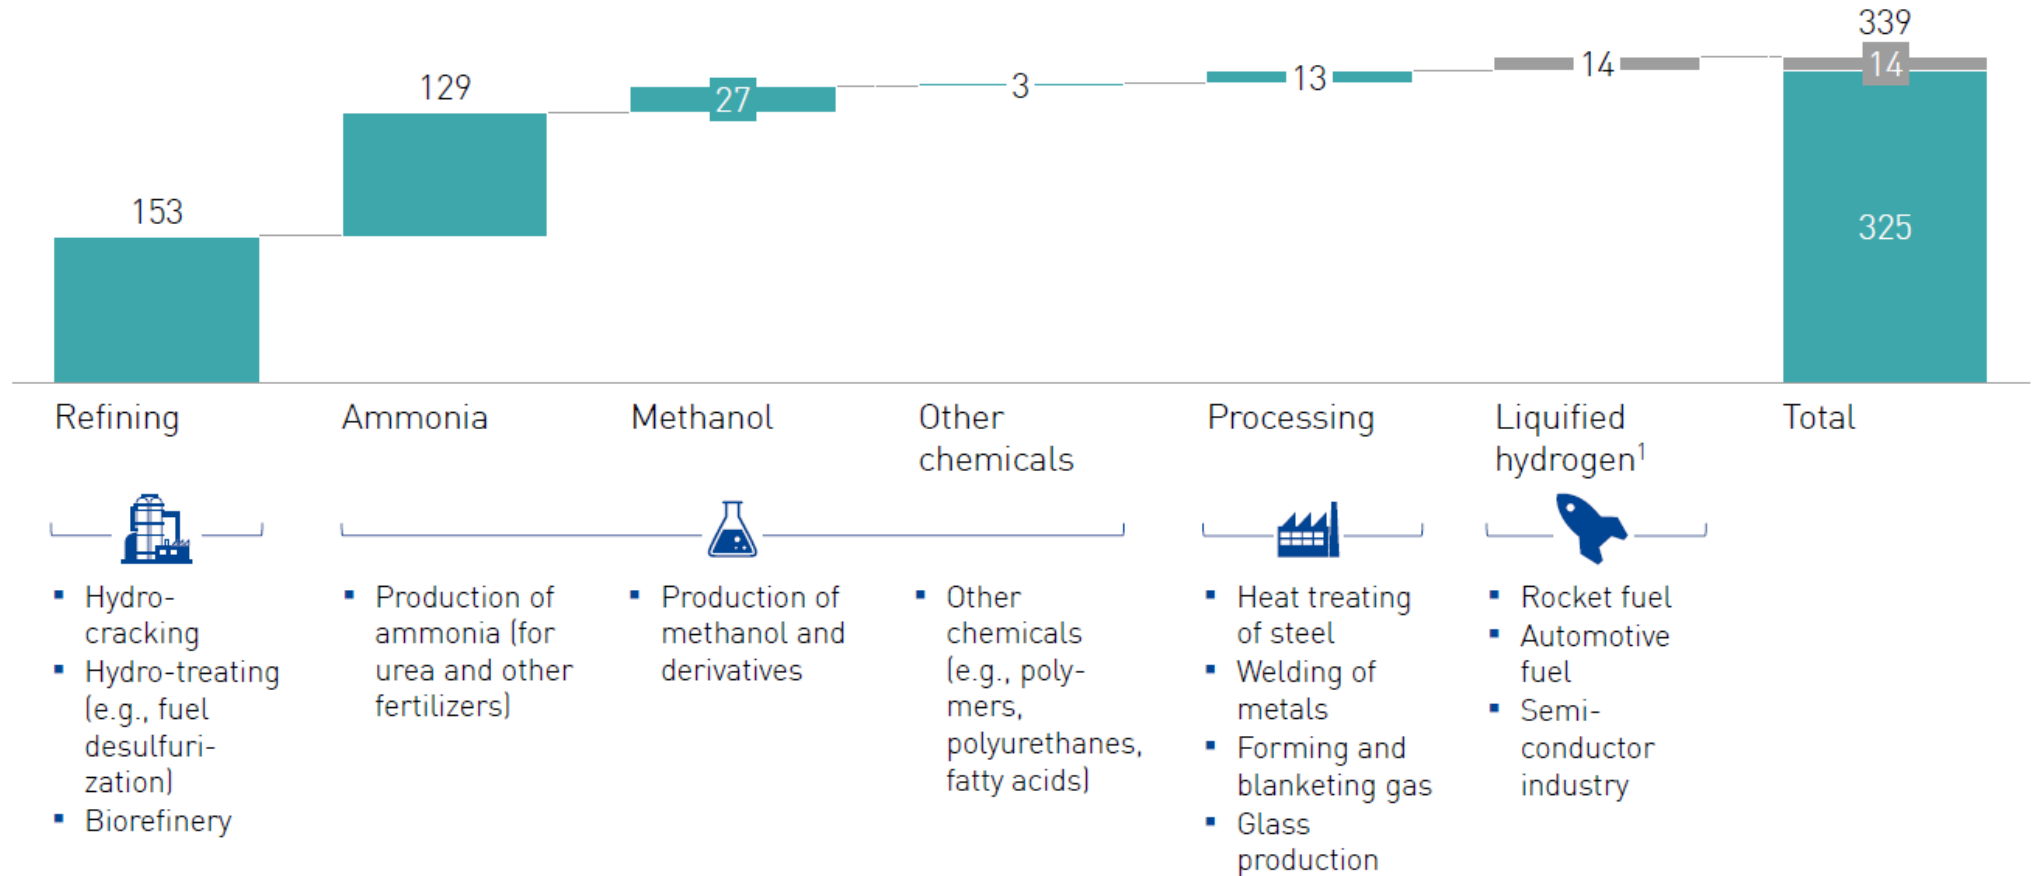 339
14
14
13
3
27
129
153
325
Refining
Ammonia
Methanol
Other
chemicals
Processing
Liquified
hydrogen¹
Total
▪ Hydro-
cracking
▪ Hydro-treating
(e.g., fuel
desulfuri-
zation)
▪ Biorefinery
▪ Production of
ammonia (for
urea and other
fertilizers)
▪ Production of
methanol and
derivatives
▪ Other
chemicals
(e.g., poly-
mers,
polyurethanes,
fatty acids)
▪ Heat treating
of steel
▪ Welding of
metals
▪ Forming and
blanketing gas
▪ Glass
production
▪ Rocket fuel
▪ Automotive
fuel
▪ Semi-
conductor
industry